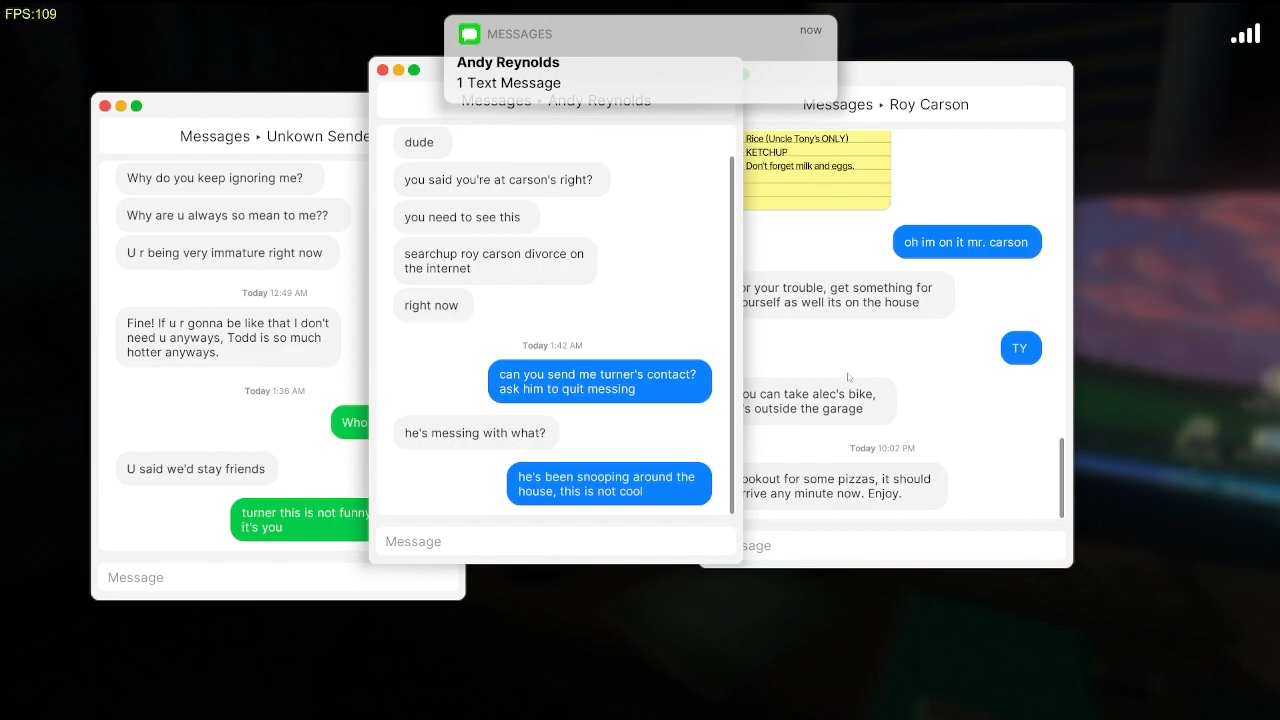 FPS:109
MESSAGES
now
Andy Reynolds
1 Text Message
Messages ‣ Unkown Sende
Why do you keep ignoring me?
Why are u always so mean to me??
U r being very immature right now
Today 12:49 AM
Fine! If u r gonna be like that I don't
need u anyways, Todd is so much
hotter anyways.
Today 1:36 AM
Who
U said we'd stay friends
turner this is not funny
it's you
Message
Messages ‣ Andy Reynolds
dude
you said you're at carson's right?
you need to see this
searchup roy carson divorce on
the internet
right now
Today 1:42 AM
can you send me turner's contact?
ask him to quit messing
he's messing with what?
he's been snooping around the
house, this is not cool
Message
Messages ‣ Roy Carson
Rice (Uncle Tony's ONLY)
KETCHUP
Don't forget milk and eggs.
oh im on it mr. carson
or your trouble, get something for
ourself as well its on the house
TY
ou can take alec's bike,
s outside the garage
Today 10:02 PM
ookout for some pizzas, it should
rrive any minute now. Enjoy.
sage